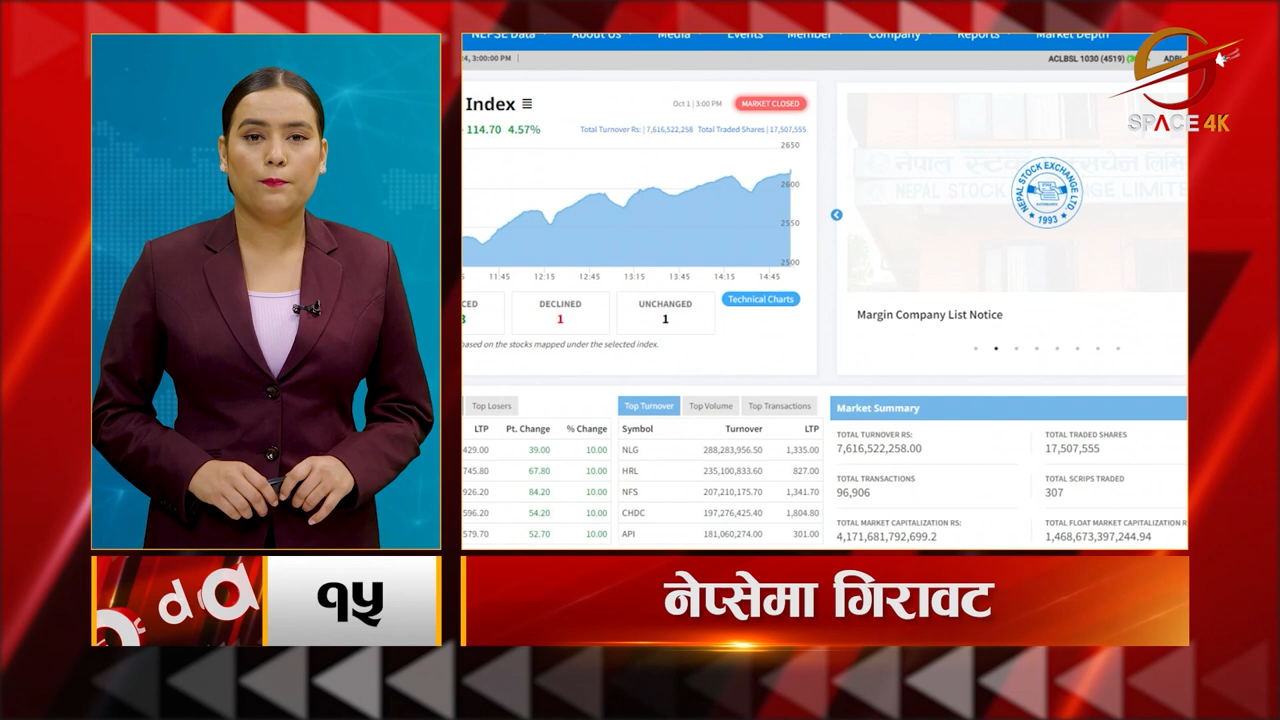 NEPSE Data About Us Media Events Member Company Reports Market Depth
4, 3:00:00 PM
ACLBSL 1030 (4519)
SPACE 4K
Index
Oct 1 | 3:00 PM
MARKET CLOSED
114.70 4.57%
Total Turnover Rs: | 7,616,522,258 Total Traded Shares | 17,507,555
2650
2600
2550
2500
11:45 12:15 12:45 13:15 13:45 14:15 14:45
DECLINED
1
UNCHANGED
1
Technical Charts
based on the stocks mapped under the selected index.
नेपाल
NEPAL STOCK EXCHANGE LIMITE
NEPAL STOCK EXCHANGE LTD.
1993
Margin Company List Notice
Top Losers
LTP Pt. Change % Change
429.00 39.00 10.00
745.80 67.80 10.00
926.20 84.20 10.00
596.20 54.20 10.00
579.70 52.70 10.00
Top Turnover Top Volume Top Transactions
Symbol Turnover LTP
NLG 288,283,956.50 1,335.00
HRL 235,100,833.60 827.00
NFS 207,210,175.70 1,341.70
CHDC 197,276,425.40 1,804.80
API 181,060,274.00 301.00
Market Summary
TOTAL TURNOVER RS:
7,616,522,258.00
TOTAL TRADED SHARES
17,507,555
TOTAL TRANSACTIONS
96,906
TOTAL SCRIPS TRADED
307
TOTAL MARKET CAPITALIZATION RS:
4,171,681,792,699.2
TOTAL FLOAT MARKET CAPITALIZATION R
1,468,673,397,244.94
१५
नेप्सेमा गिरावट